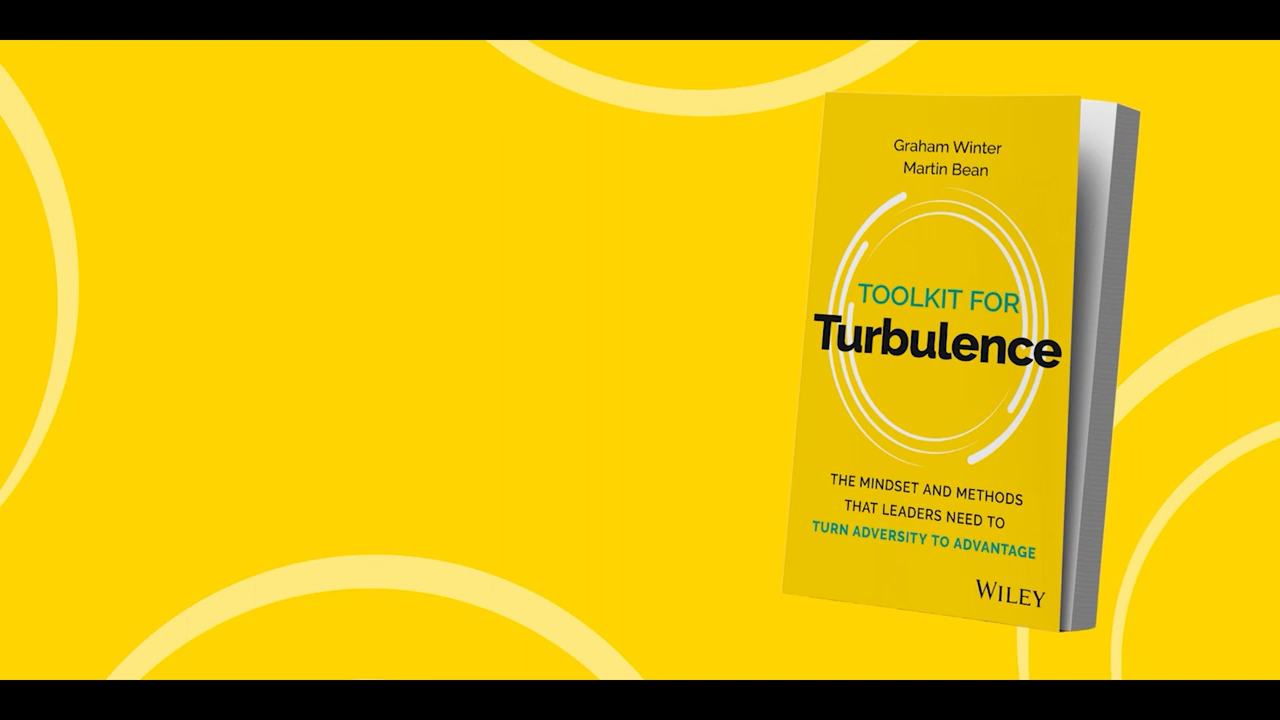 Graham Winter
Martin Bean
TOOLKIT FOR
Turbulence
THE MINDSET AND METHODS
THAT LEADERS NEED TO
TURN ADVERSITY TO ADVANTAGE
WILEY